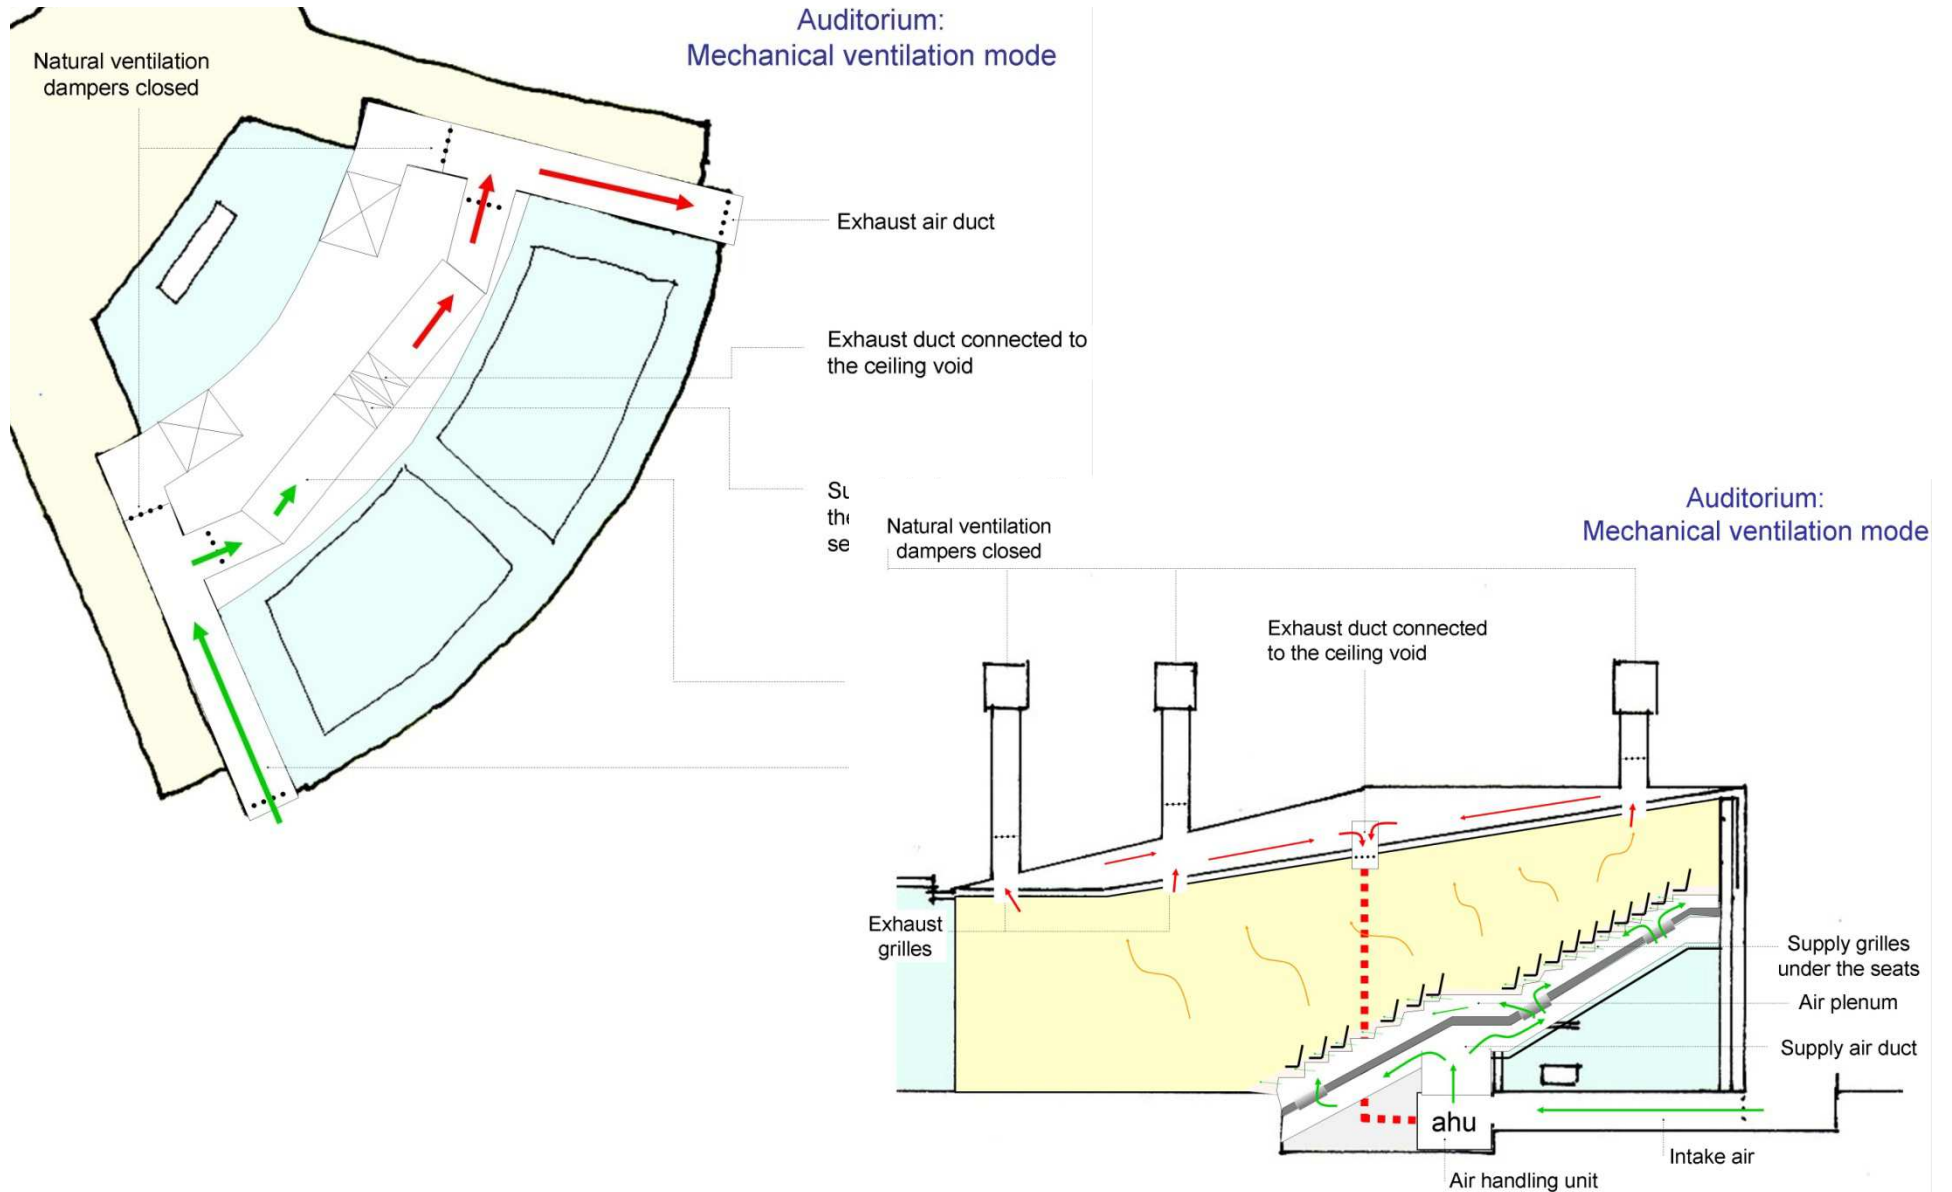 Auditorium:
Mechanical ventilation mode
Natural ventilation
dampers closed
Exhaust air duct
Exhaust duct connected to
the ceiling void
Auditorium:
Mechanical ventilation mode
Natural ventilation
dampers closed
Exhaust duct connected
to the ceiling void
Exhaust
grilles
Supply grilles
under the seats
Air plenum
Supply air duct
ahu
Intake air
Air handling unit